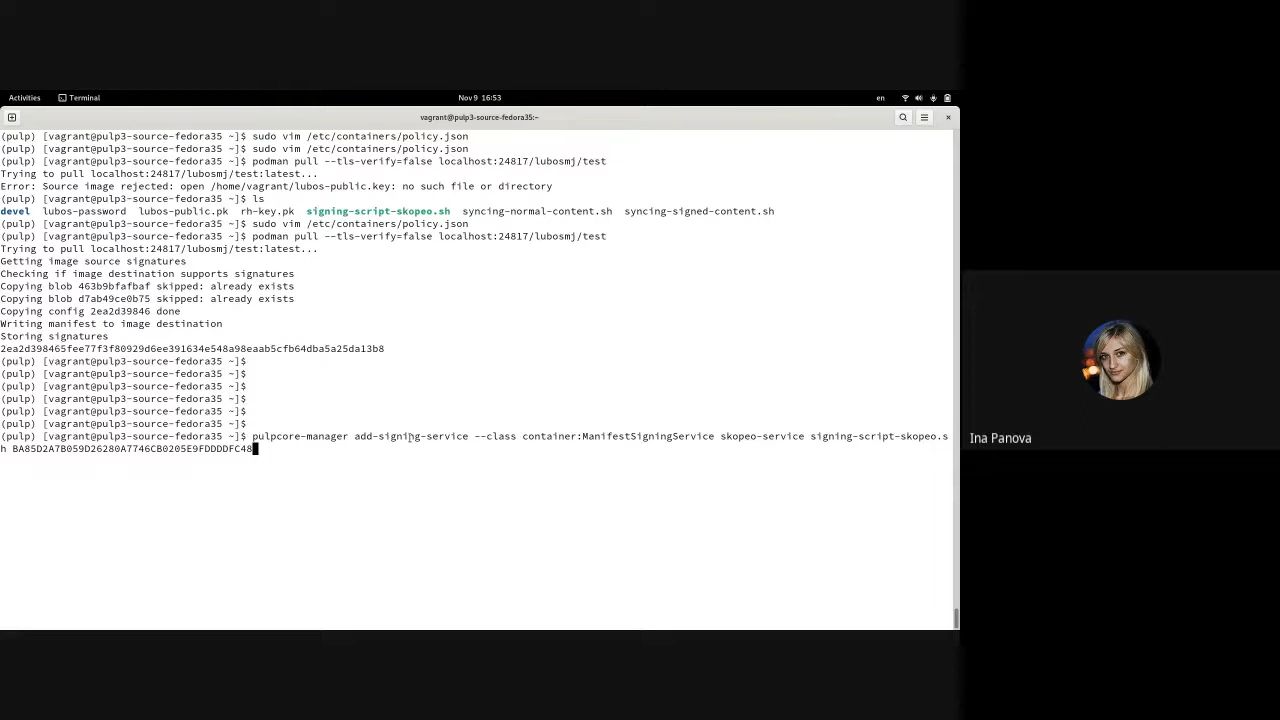 Activities
Terminal
Nov 9 16:53
en
vagrant@pulp3-source-fedora35:~
(pulp) [vagrant@pulp3-source-fedora35 ~]$ sudo vim /etc/containers/policy.json
(pulp) [vagrant@pulp3-source-fedora35 ~]$ sudo vim /etc/containers/policy.json
(pulp) [vagrant@pulp3-source-fedora35 ~]$ podman pull --tls-verify=false localhost:24817/lubosmj/test
Trying to pull localhost:24817/lubosmj/test:latest...
Error: Source image rejected: open /home/vagrant/lubos-public.key: no such file or directory
(pulp) [vagrant@pulp3-source-fedora35 ~]$ ls
devel lubos-password lubos-public.pk rh-key.pk signing-script-skopeo.sh syncing-normal-content.sh syncing-signed-content.sh
(pulp) [vagrant@pulp3-source-fedora35 ~]$ sudo vim /etc/containers/policy.json
(pulp) [vagrant@pulp3-source-fedora35 ~]$ podman pull --tls-verify=false localhost:24817/lubosmj/test
Trying to pull localhost:24817/lubosmj/test:latest...
Getting image source signatures
Checking if image destination supports signatures
Copying blob 463b9bfafbaf skipped: already exists
Copying blob d7ab49ce0b75 skipped: already exists
Copying config 2ea2d39846 done
Writing manifest to image destination
Storing signatures
2ea2d398465fee77f3f80929d6ee391634e548a98eaab5cfb64dba5a25da13b8
(pulp) [vagrant@pulp3-source-fedora35 ~]$
(pulp) [vagrant@pulp3-source-fedora35 ~]$
(pulp) [vagrant@pulp3-source-fedora35 ~]$
(pulp) [vagrant@pulp3-source-fedora35 ~]$
(pulp) [vagrant@pulp3-source-fedora35 ~]$
(pulp) [vagrant@pulp3-source-fedora35 ~]$
(pulp) [vagrant@pulp3-source-fedora35 ~]$ pulpcore-manager add-signing-service --class container:ManifestSigningService skopeo-service signing-script-skopeo.s
h BA85D2A7B059D26280A7746CB0205E9FDDDDFC48
Ina Panova